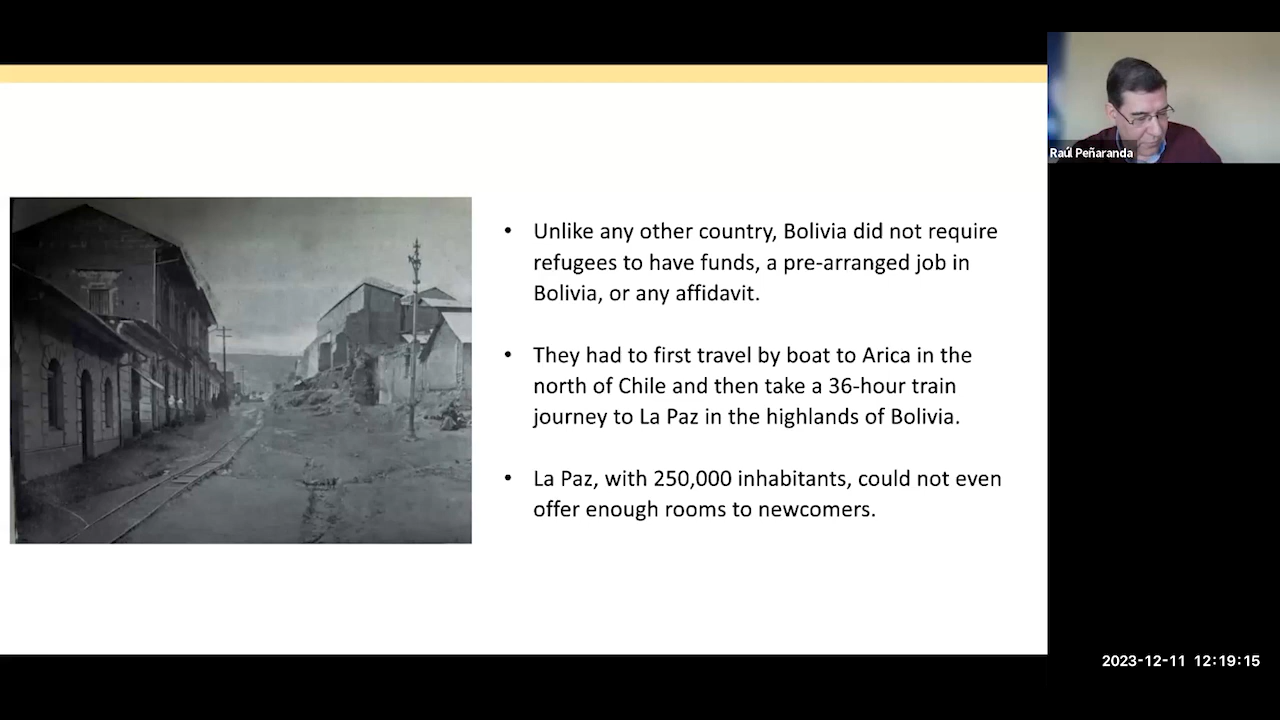 Unlike any other country, Bolivia did not require
refugees to have funds, a pre-arranged job in
Bolivia, or any affidavit.
They had to first travel by boat to Arica in the
north of Chile and then take a 36-hour train
journey to La Paz in the highlands of Bolivia.
La Paz, with 250,000 inhabitants, could not even
offer enough rooms to newcomers.
Raúl Peñaranda
2023-12-11 12:19:15